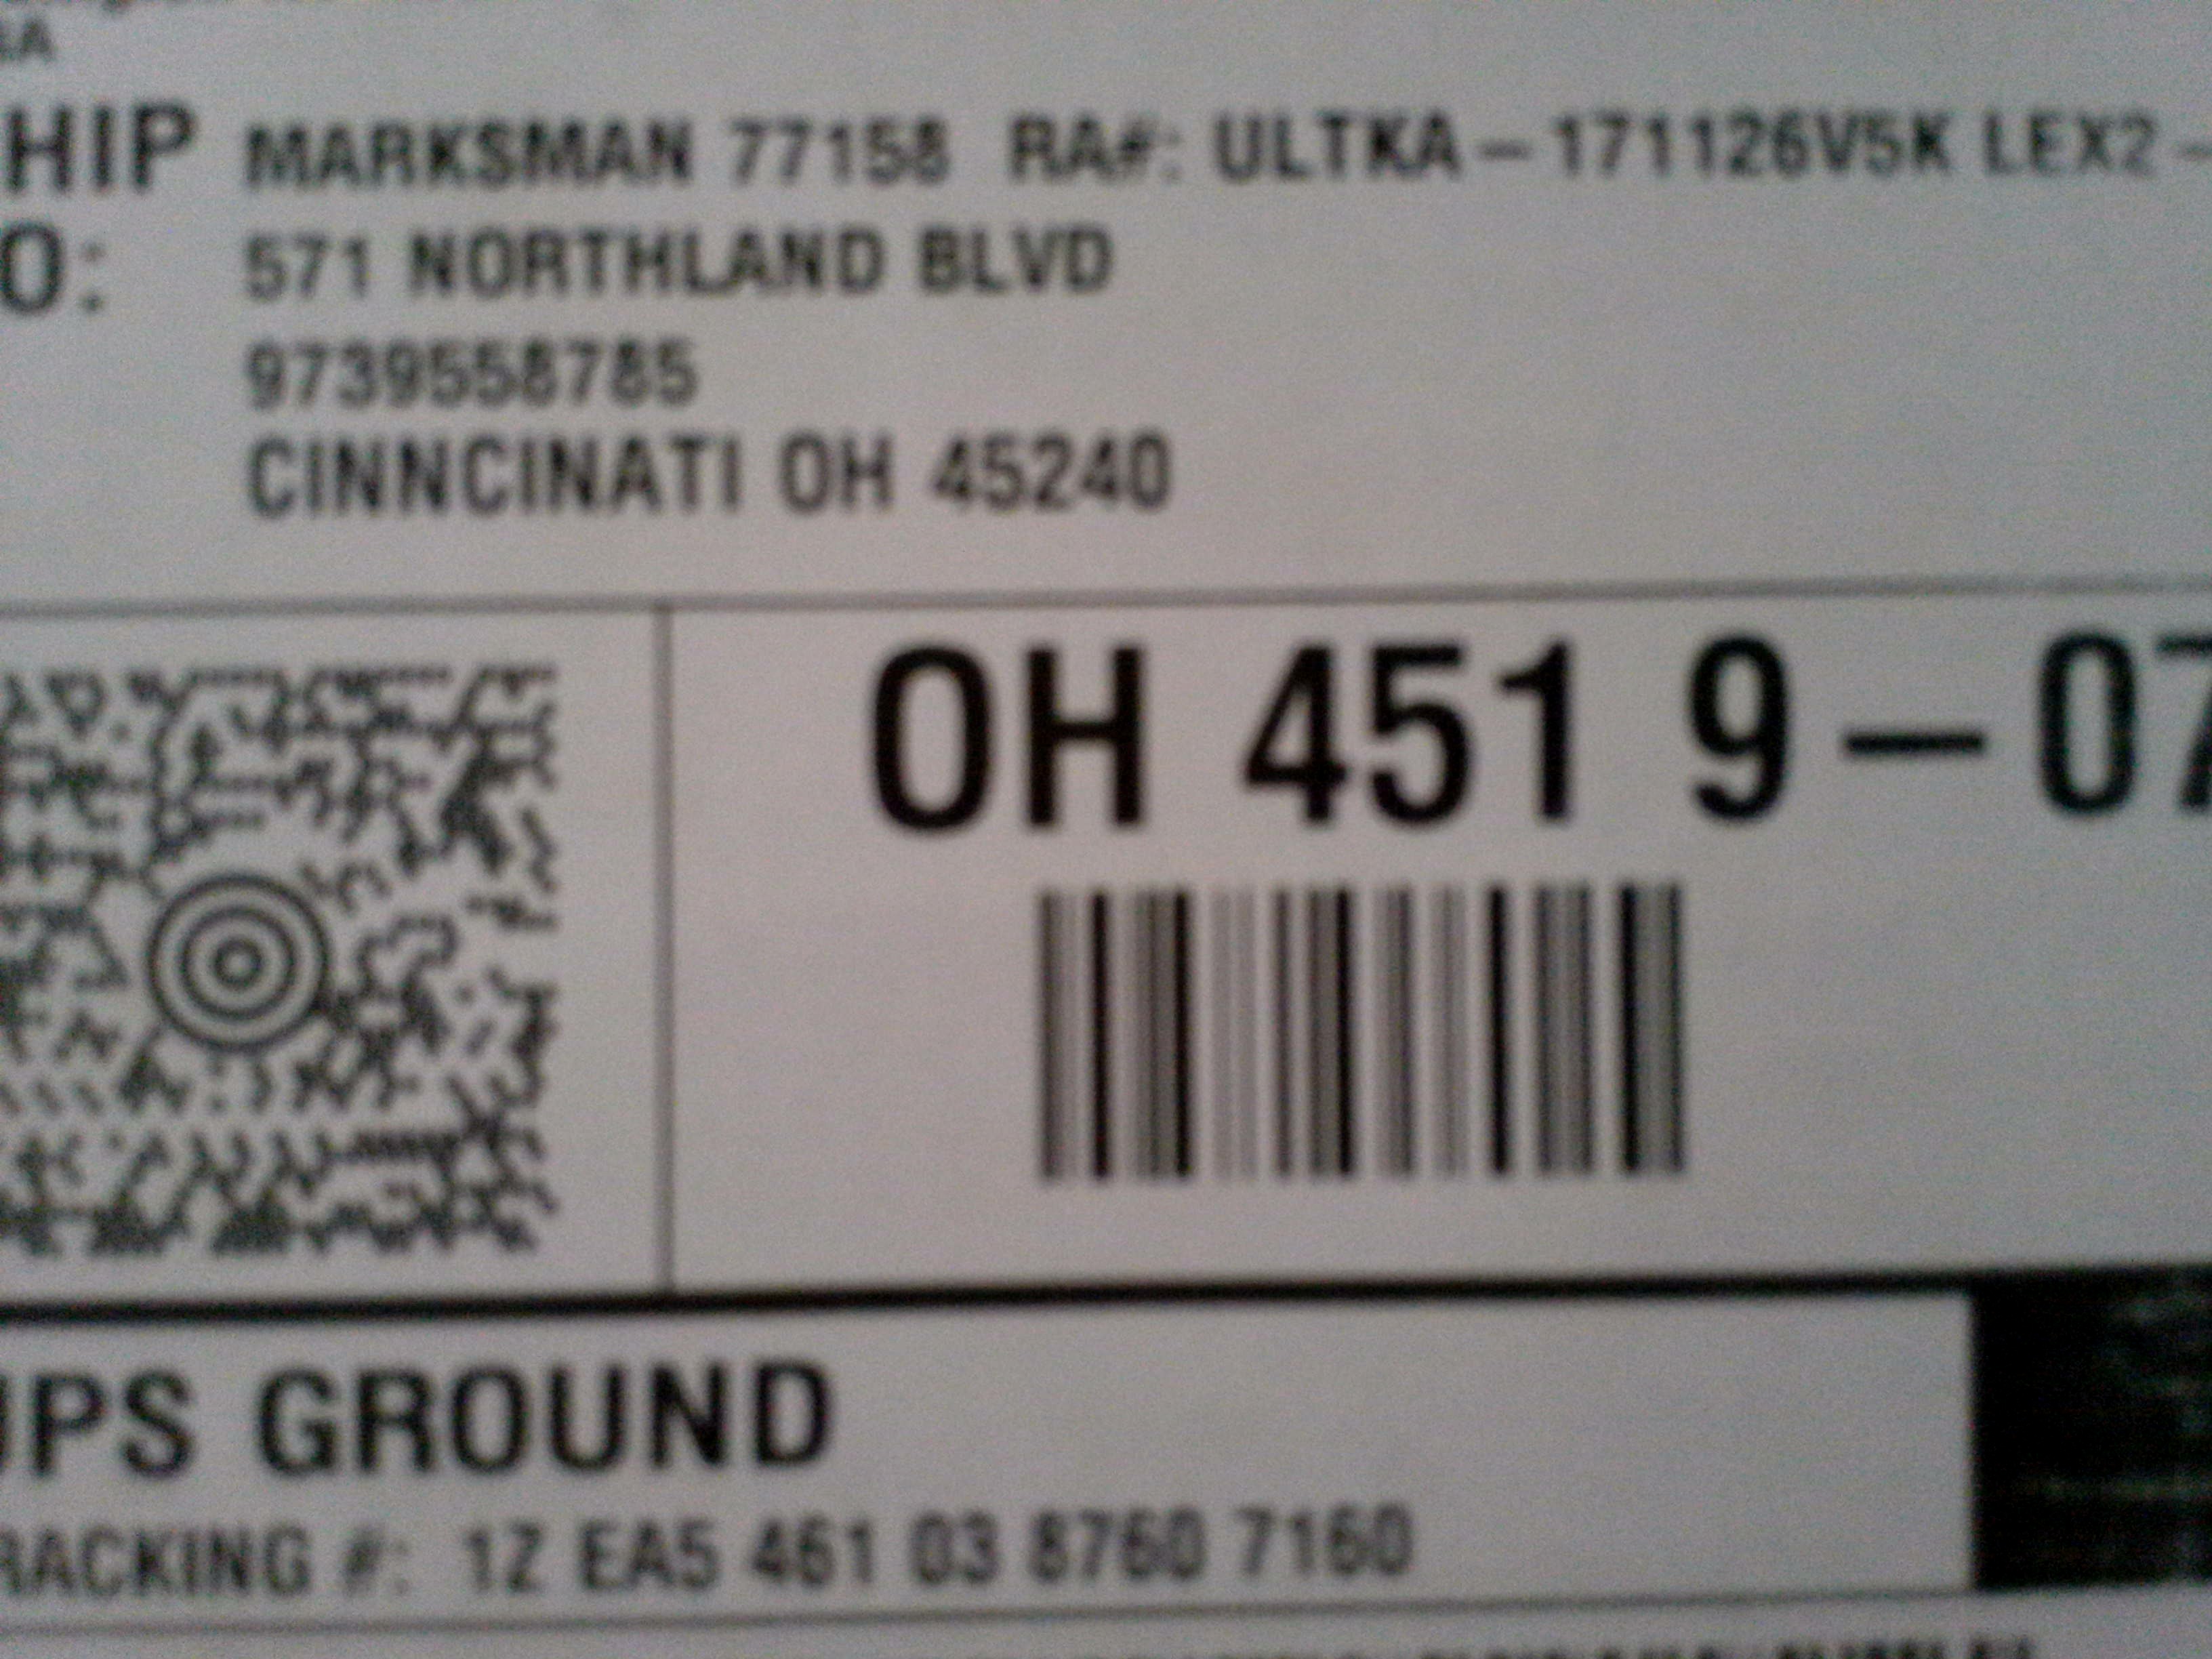 HIP MARKSMAN 77158 RA#: ULTKA-171126V5K LEX2-
O: 571 NORTHLAND BLVD
9739558785
CINNCINATI OH 45240
OH 451 9-07
UPS GROUND
RACKING #: 1Z EA5 461 03 8760 7160